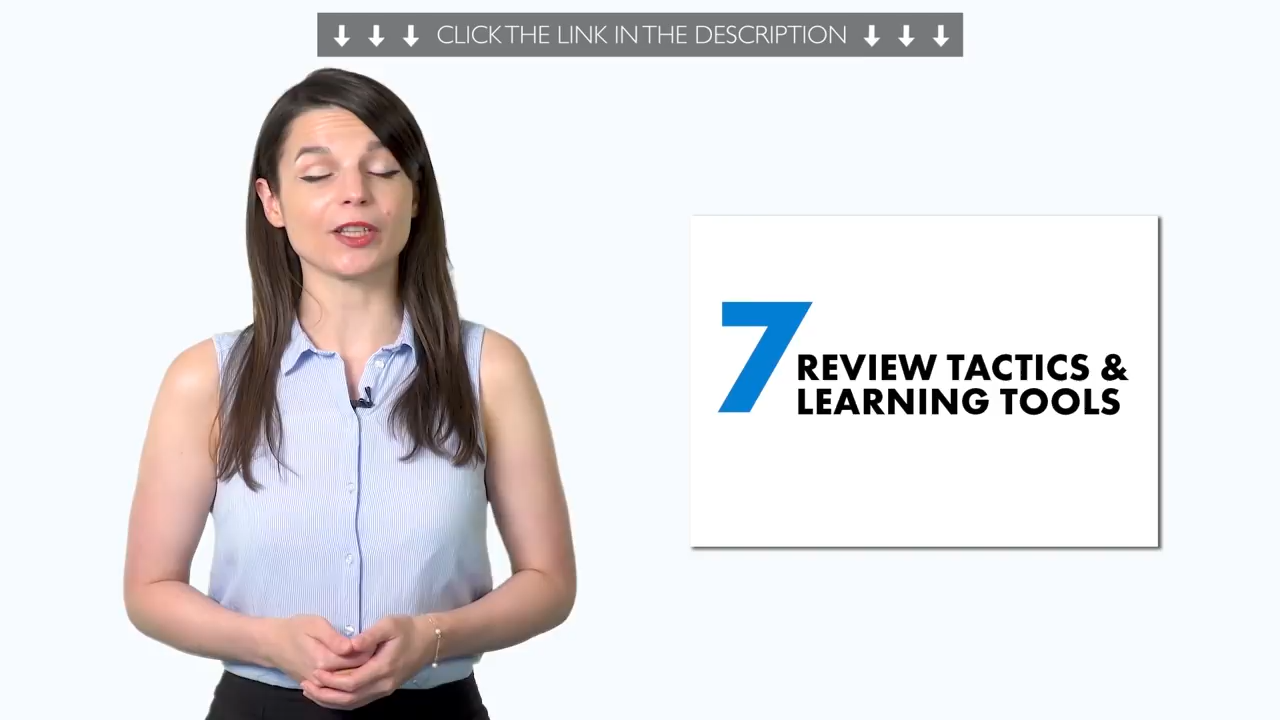 CLICK THE LINK IN THE DESCRIPTION
7 REVIEW TACTICS &
LEARNING TOOLS